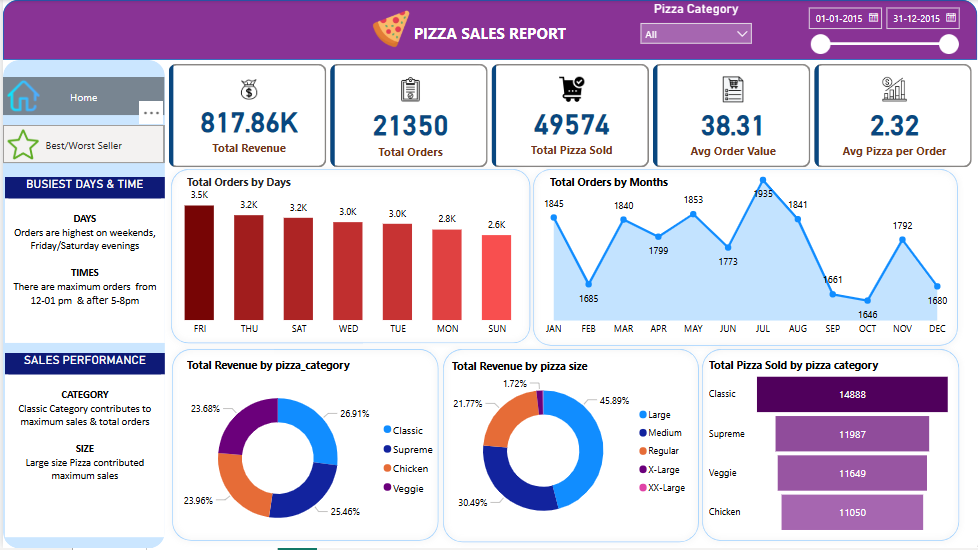 PIZZA SALES REPORT
Pizza Category
All
01-01-2015
31-12-2015
Home
...
Best/Worst Seller
817.86K
Total Revenue
21350
Total Orders
49574
Total Pizza Sold
38.31
Avg Order Value
2.32
Avg Pizza per Order
BUSIEST DAYS & TIME
DAYS
Orders are highest on weekends,
Friday/Saturday evenings
TIMES
There are maximum orders from
12-01 pm & after 5-8pm
SALES PERFORMANCE
CATEGORY
Classic Category contributes to
maximum sales & total orders
SIZE
Large size Pizza contributed
maximum sales
Total Orders by Days
3.5K
3.2K
3.2K
3.0K
3.0K
2.8K
2.6K
FRI
THU
SAT
WED
TUE
MON
SUN
Total Orders by Months
1845
1685
1840
1799
1853
1773
1935
1841
1661
1646
1792
1680
JAN
FEB
MAR
APR
MAY
JUN
JUL
AUG
SEP
OCT
NOV
DEC
Total Revenue by pizza_category
23.68%
26.91%
23.96%
25.46%
Classic
Supreme
Chicken
Veggie
Total Revenue by pizza size
1.72%
21.77%
45.89%
30.49%
Large
Medium
Regular
X-Large
XX-Large
Total Pizza Sold by pizza category
Classic
14888
Supreme
11987
Veggie
11649
Chicken
11050